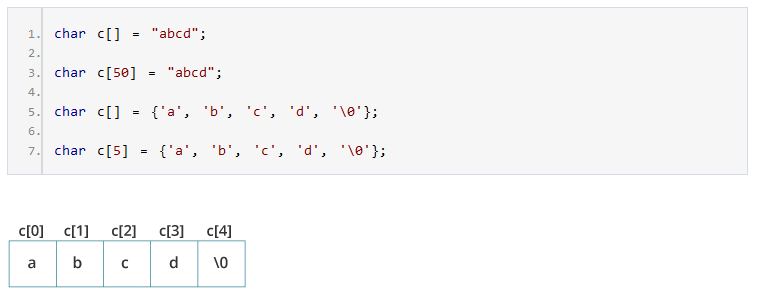 1. char c[] = "abcd";
2.
3. char c[50] = "abcd";
4.
5. char c[] = {'a', 'b', 'c', 'd', '\0'};
6.
7. char c[5] = {'a', 'b', 'c', 'd', '\0'};
c[0] c[1] c[2] c[3] c[4]
a b c d \0